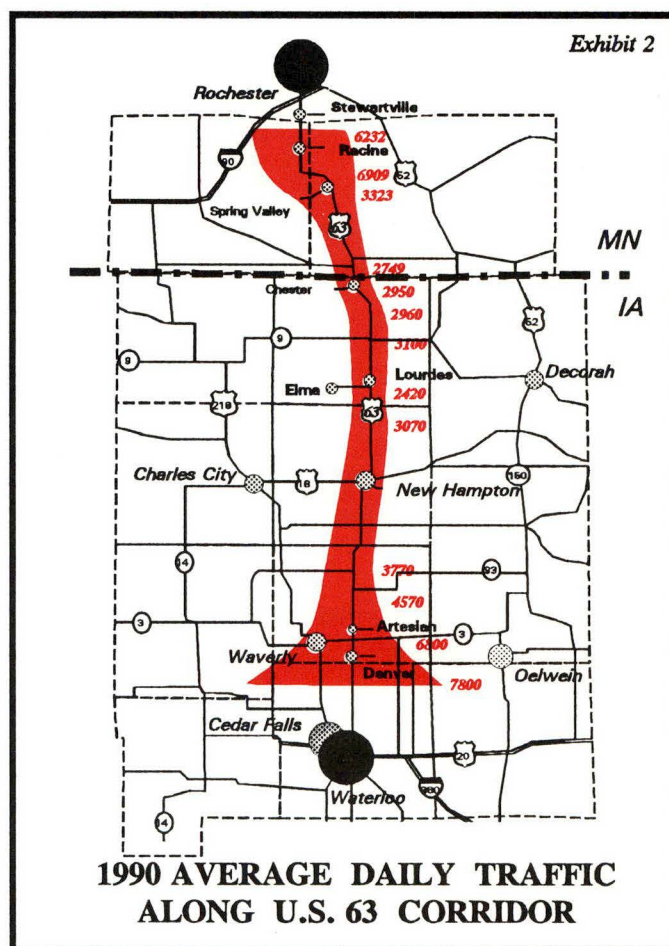 Exhibit 2
Rochester
Stewartville
6232
Racine
90
6909
52
3323
Spring Valley
63
MN
2749
Chester
2950
IA
2960
52
9
3100
9
Lourdes
Decorah
Elma
2420
218
63
3070
Charles City
18
New Hampton
150
14
3770
93
4570
3
Artesian
3
6800
Waverly
Denver
Oelwein
7800
Cedar Falls
20
Waterloo
380
14
1990 AVERAGE DAILY TRAFFIC
ALONG U.S. 63 CORRIDOR